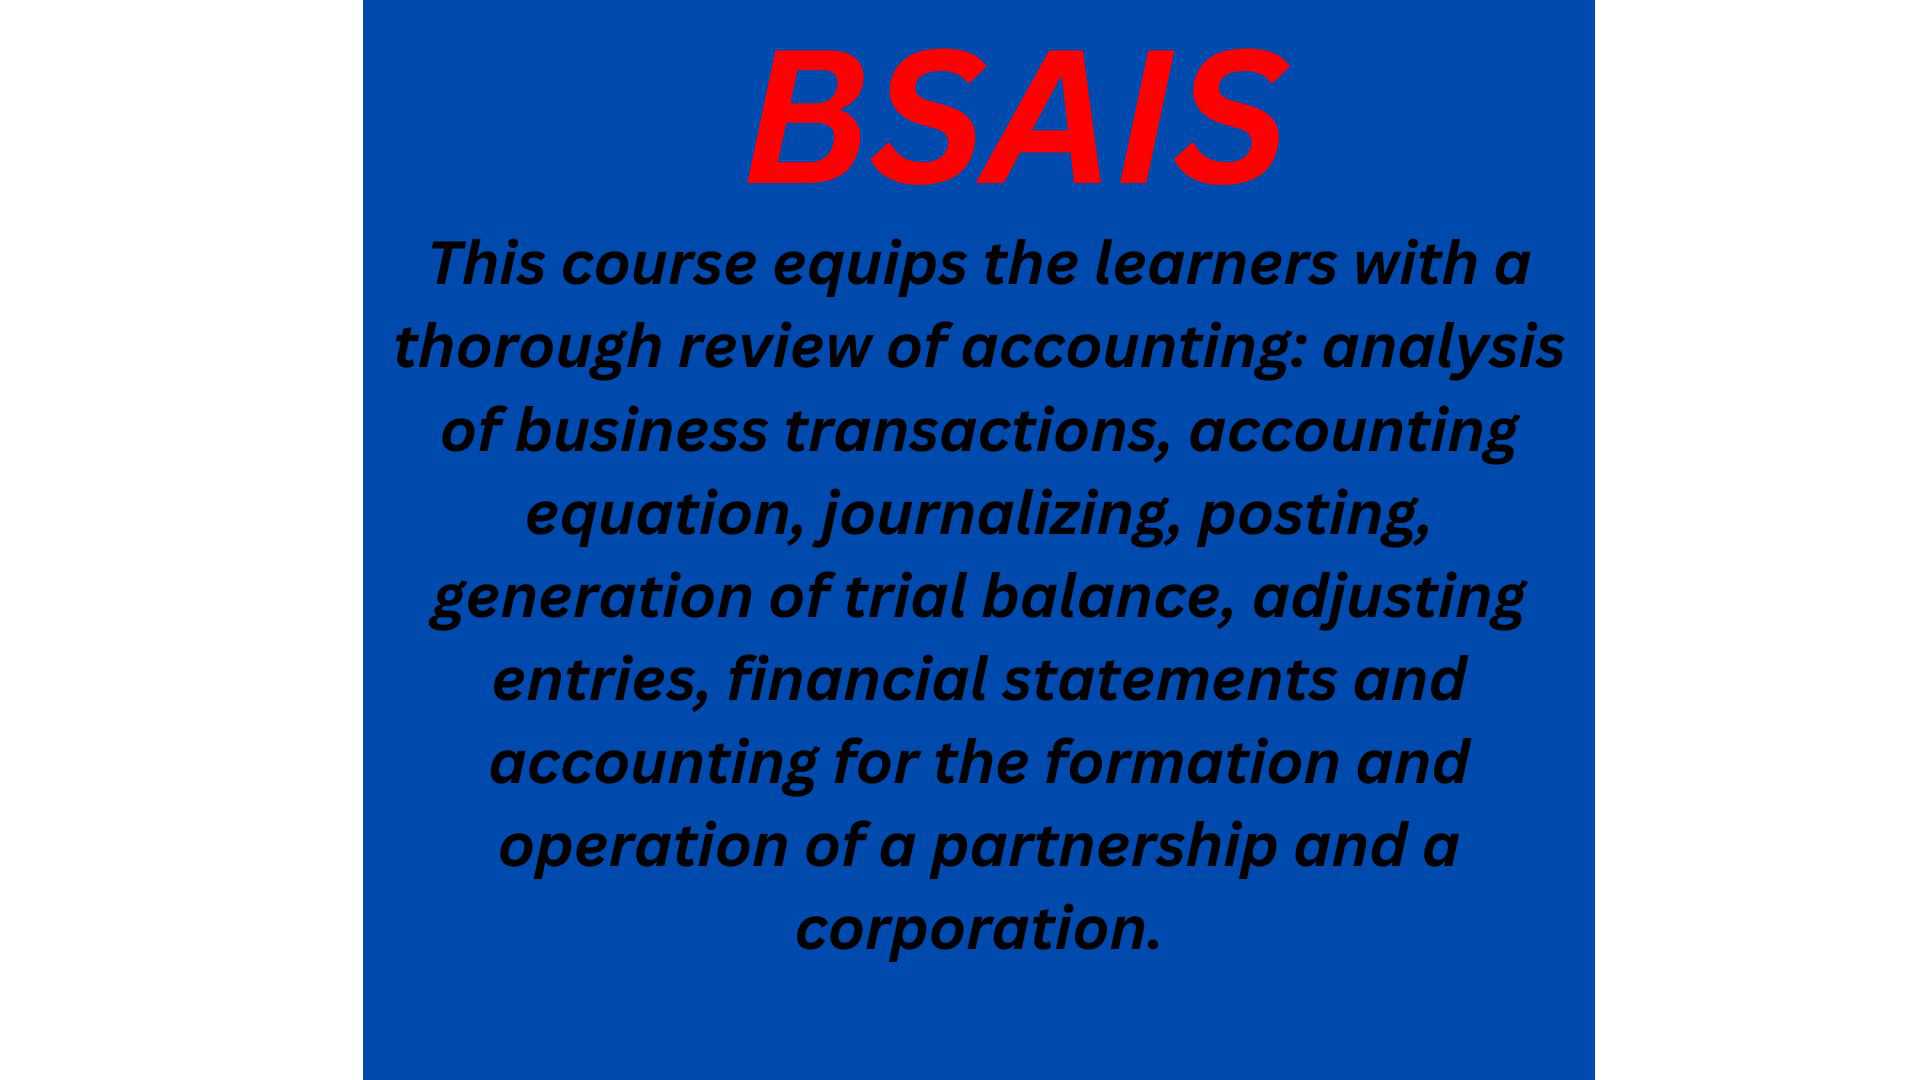 BSAIS
This course equips the learners with a
thorough review of accounting: analysis
of business transactions, accounting
equation, journalizing, posting,
generation of trial balance, adjusting
entries, financial statements and
accounting for the formation and
operation of a partnership and a
corporation.